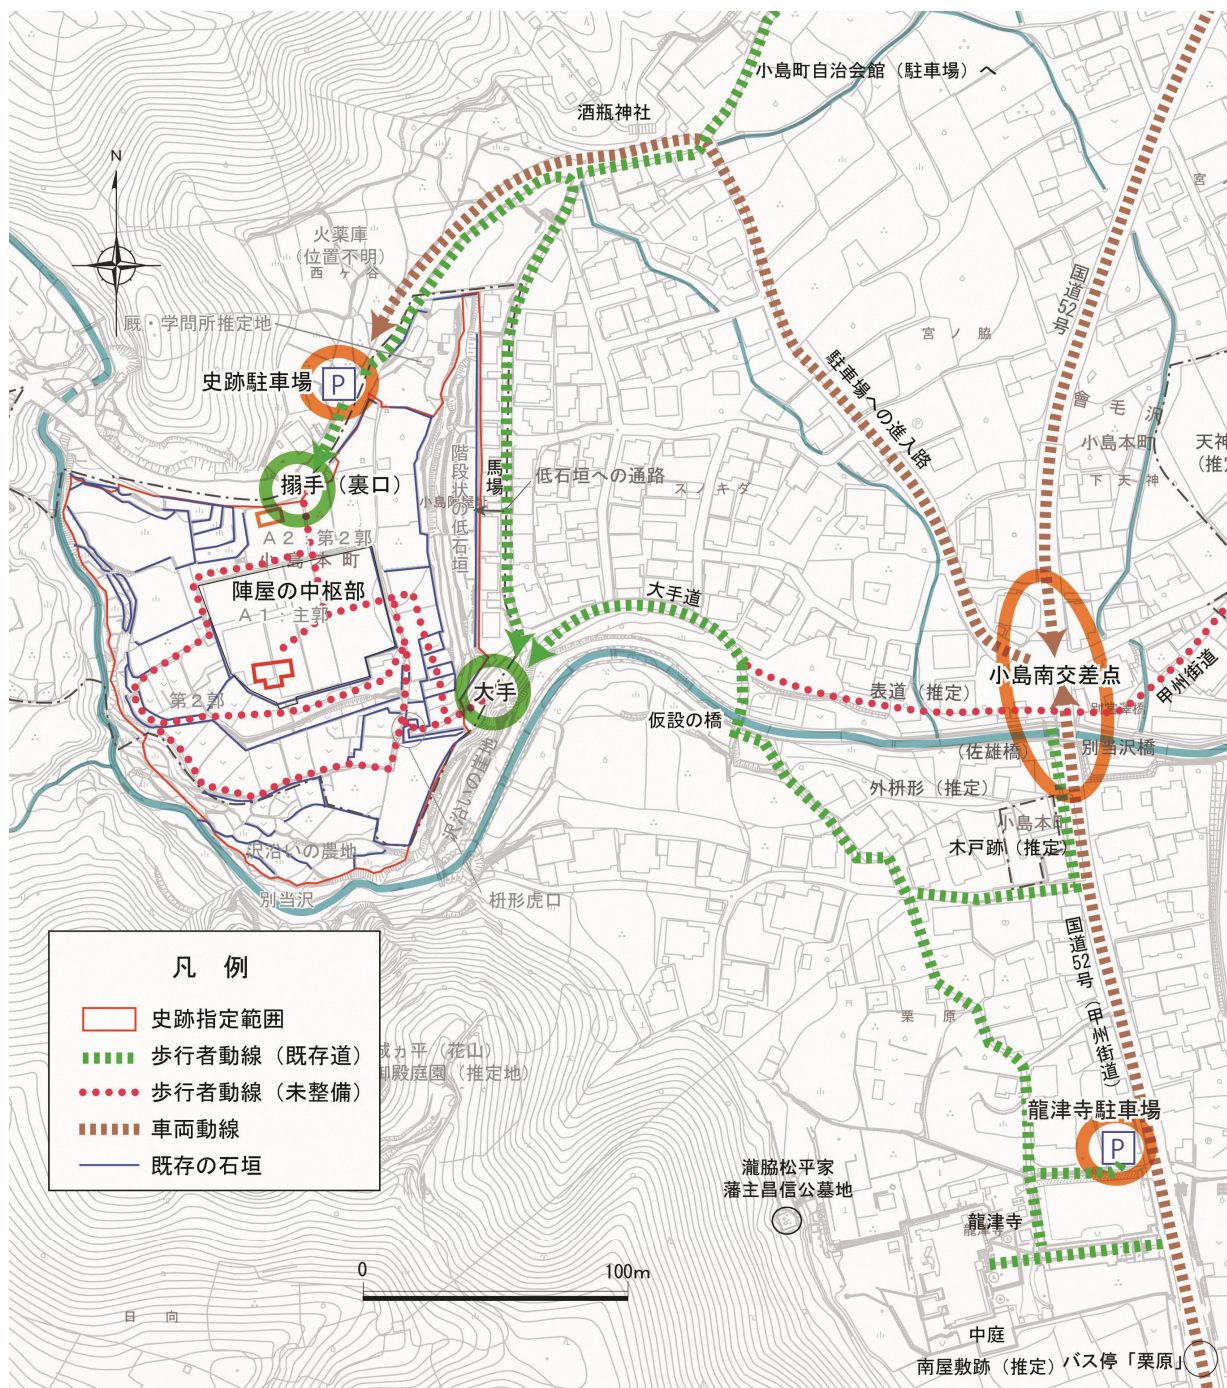 小島町自治会館（駐車場）へ
酒瓶神社
N
火薬庫
（位置不明）
西ヶ谷
国道52号
厩・学問所推定地
宮ノ脇
駐車場への進入路
史跡駐車場
P
會毛沢
小島本町
下天神
天神
搦手（裏口）
階段状の低石垣
馬場
低石垣への通路
スノキダ
A2：第2郭
小島本町
陣屋の中枢部
A1：主郭
大手道
小島南交差点
甲州街道
大手
第2郭
表道（推定）
仮設の橋
（佐雄橋）
別当沢橋
沢沿いの崖地
外枡形（推定）
小島本町
木戸跡（推定）
沢沿いの農地
別当沢
枡形虎口
国道52号（甲州街道）
凡　例
史跡指定範囲
歩行者動線（既存道）
歩行者動線（未整備）
車両動線
既存の石垣
城ヵ平（花山）
御殿庭園（推定地）
栗原
龍津寺駐車場
P
瀧脇松平家
藩主昌信公墓地
龍津寺
龍津寺
0
100m
日向
中庭
南屋敷跡（推定）
バス停「栗原」